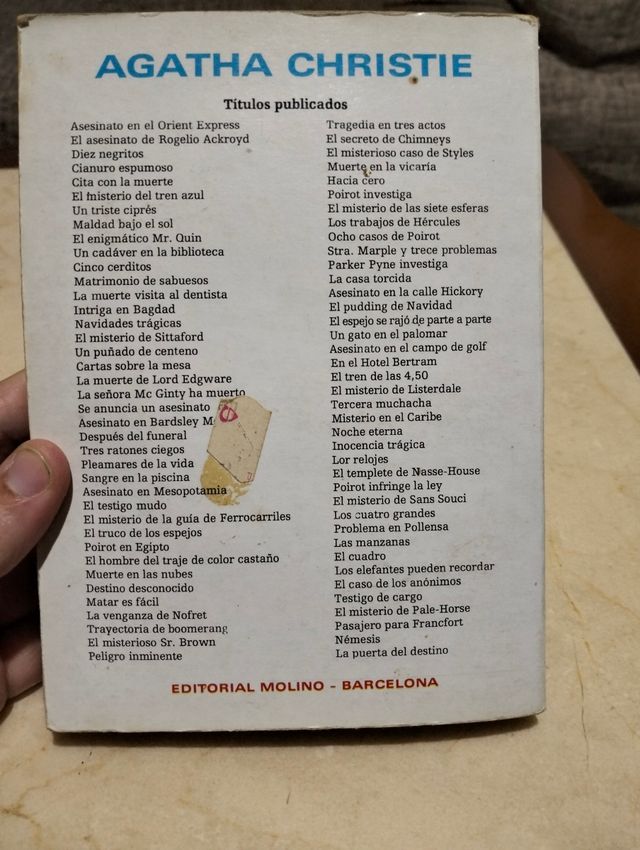 AGATHA CHRISTIE
Títulos publicados
Asesinato en el Orient Express
El asesinato de Rogelio Ackroyd
Diez negritos
Cianuro espumoso
Cita con la muerte
El misterio del tren azul
Un triste ciprés
Maldad bajo el sol
El enigmático Mr. Quin
Un cadáver en la biblioteca
Cinco cerditos
Matrimonio de sabuesos
La muerte visita al dentista
Intriga en Bagdad
Navidades trágicas
El misterio de Sittaford
Un puñado de centeno
Cartas sobre la mesa
La muerte de Lord Edgware
La señora Mc Ginty ha muerto
Se anuncia un asesinato
Asesinato en Bardsley
Después del funeral
Tres ratones ciegos
Pleamares de la vida
Sangre en la piscina
Asesinato en Mesopotamia
El testigo mudo
El misterio de la guía de Ferrocarriles
El truco de los espejos
Poirot en Egipto
El hombre del traje de color castaño
Muerte en las nubes
Destino desconocido
Matar es fácil
La venganza de Nofret
Trayectoria de boomerang
El misterioso Sr. Brown
Peligro inminente
Tragedia en tres actos
El secreto de Chimneys
El misterioso caso de Styles
Muerte en la vicaría
Hacia cero
Poirot investiga
El misterio de las siete esferas
Los trabajos de Hércules
Ocho casos de Poirot
Stra. Marple y trece problemas
Parker Pyne investiga
La casa torcida
Asesinato en la calle Hickory
El pudding de Navidad
El espejo se rajó de parte a parte
Un gato en el palomar
Asesinato en el campo de golf
En el Hotel Bertram
El tren de las 4,50
El misterio de Listerdale
Tercera muchacha
Misterio en el Caribe
Noche eterna
Inocencia trágica
Lor relojes
El templete de Nasse-House
Poirot infringe la ley
El misterio de Sans Souci
Los cuatro grandes
Problema en Pollensa
Las manzanas
El cuadro
Los elefantes pueden recordar
El caso de los anónimos
Testigo de cargo
El misterio de Pale-Horse
Pasajero para Francfort
Némesis
La puerta del destino
EDITORIAL MOLINO - BARCELONA